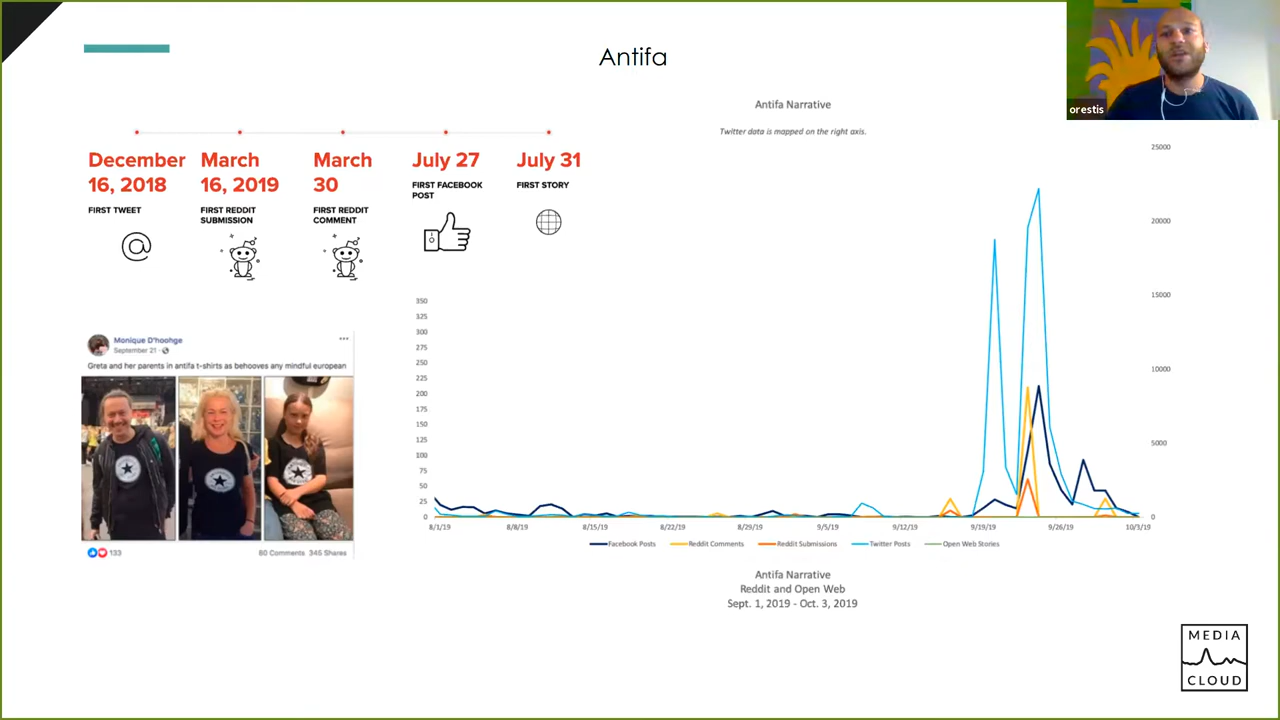 Antifa
orestis
December
16, 2018
FIRST TWEET
March
16, 2019
FIRST REDDIT
SUBMISSION
March
30
FIRST REDDIT
COMMENT
July 27
FIRST FACEBOOK
POST
July 31
FIRST STORY
Monique D'hoohge
September 21
Greta and her parents in antifa t-shirts as behooves any mindful european
133
80 Comments 345 Shares
Antifa Narrative
Twitter data is mapped on the right axis.
350
325
300
275
250
225
200
175
150
125
100
75
50
25
0
25000
20000
15000
10000
5000
0
8/1/19 8/8/19 8/15/19 8/22/19 8/29/19 9/5/19 9/12/19 9/19/19 9/26/19 10/3/19
Facebook Posts Reddit Comments Reddit Submissions Twitter Posts Open Web Stories
Antifa Narrative
Reddit and Open Web
Sept. 1, 2019 - Oct. 3, 2019
MEDIA
CLOUD